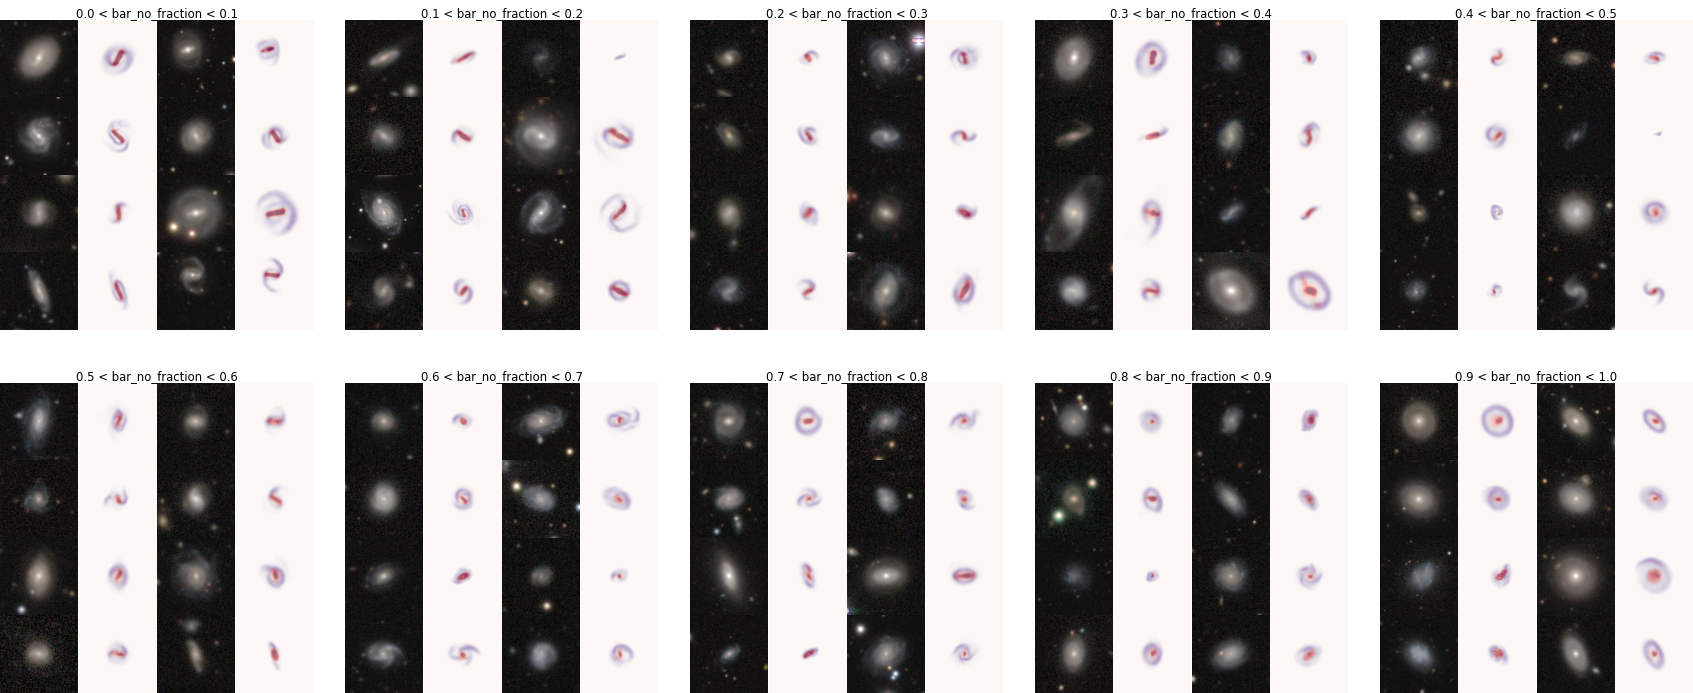 0.0 < bar_no_fraction < 0.1
0.1 < bar_no_fraction < 0.2
0.2 < bar_no_fraction < 0.3
0.3 < bar_no_fraction < 0.4
0.4 < bar_no_fraction < 0.5
0.5 < bar_no_fraction < 0.6
0.6 < bar_no_fraction < 0.7
0.7 < bar_no_fraction < 0.8
0.8 < bar_no_fraction < 0.9
0.9 < bar_no_fraction < 1.0